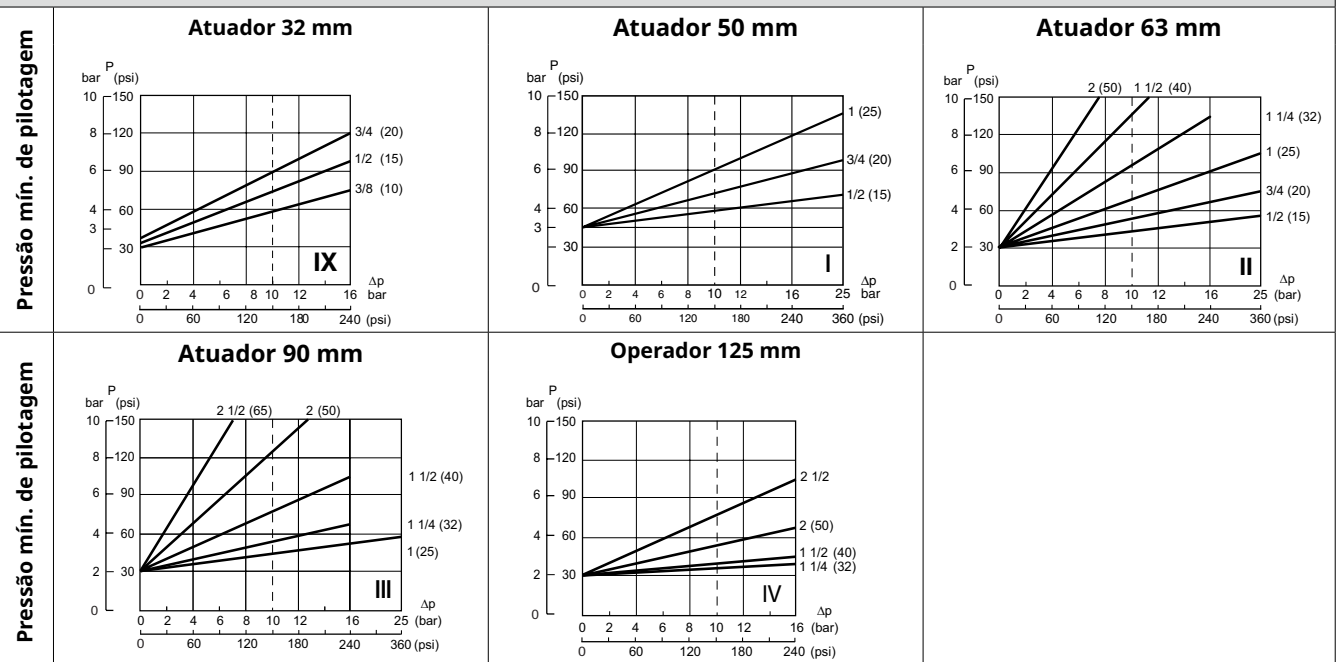 Pressão mín. de pilotagem
Atuador 32 mm
P
bar (psi)
10 150
8 120
6 90
4 60
3
30
0
3/4 (20)
1/2 (15)
3/8 (10)
IX
0 2 4 6 8 10 12 16
Δp
bar
0 60 120 180 240 (psi)
Atuador 50 mm
P
bar (psi)
10 150
8 120
6 90
4 60
3
30
0
1 (25)
3/4 (20)
1/2 (15)
I
0 2 4 6 8 10 12 25
Δp
bar
0 60 120 180 240 360 (psi)
Atuador 63 mm
P
bar (psi)
2 (50) 1 1/2 (40)
10 150
8 120
6 90
4 60
2 30
0
1 1/4 (32)
1 (25)
3/4 (20)
1/2 (15)
II
0 2 4 6 8 10 12 16 25
Δp
(bar)
0 60 120 180 240 360 (psi)
Pressão mín. de pilotagem
Atuador 90 mm
P
bar (psi)
2 1/2 (65) 2 (50)
10 150
8 120
6 90
4 60
2 30
0
1 1/2 (40)
1 1/4 (32)
1 (25)
III
0 2 4 6 8 10 12 16 25
Δp
(bar)
0 60 120 180 240 360 (psi)
Operador 125 mm
P
bar (psi)
10 150
8 120
6 90
4 60
2 30
0
2 1/2
2 (50)
1 1/2 (40)
1 1/4 (32)
IV
0 2 4 6 8 10 12 16
Δp
(bar)
0 60 120 180 240 (psi)